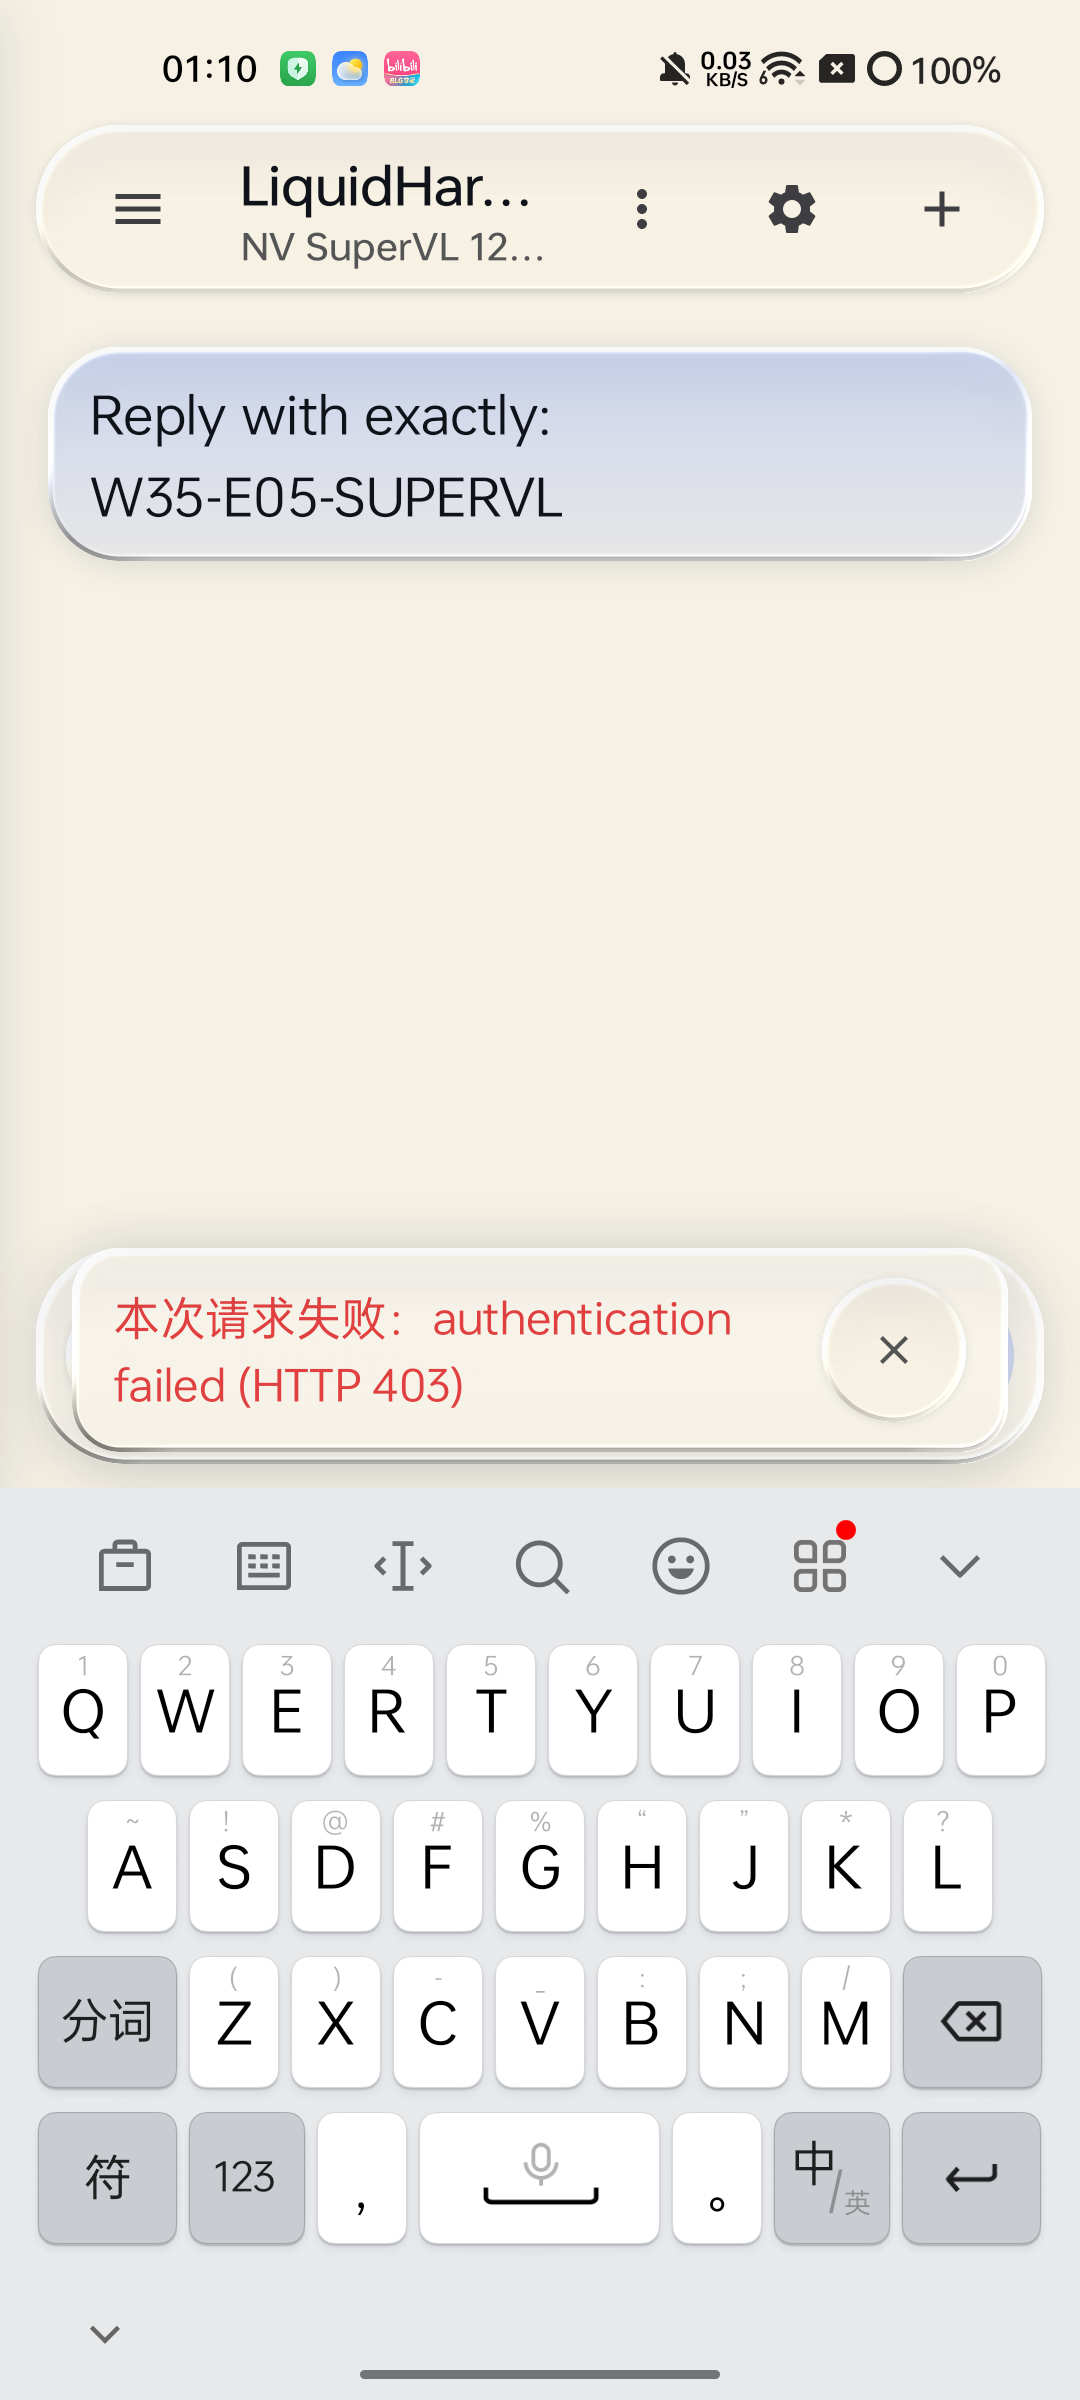 01:10
0.03
KB/S
6
100%
LiquidHar...
NV SuperVL 12...
Reply with exactly:
W35-E05-SUPERVL
本次请求失败：authentication
failed (HTTP 403)
1 2 3 4 5 6 7 8 9 0
Q W E R T Y U I O P
~ ! @ # % “ ” * ?
A S D F G H J K L
( ) - _ : ; /
分词 Z X C V B N M
符 123 , 。 中/英